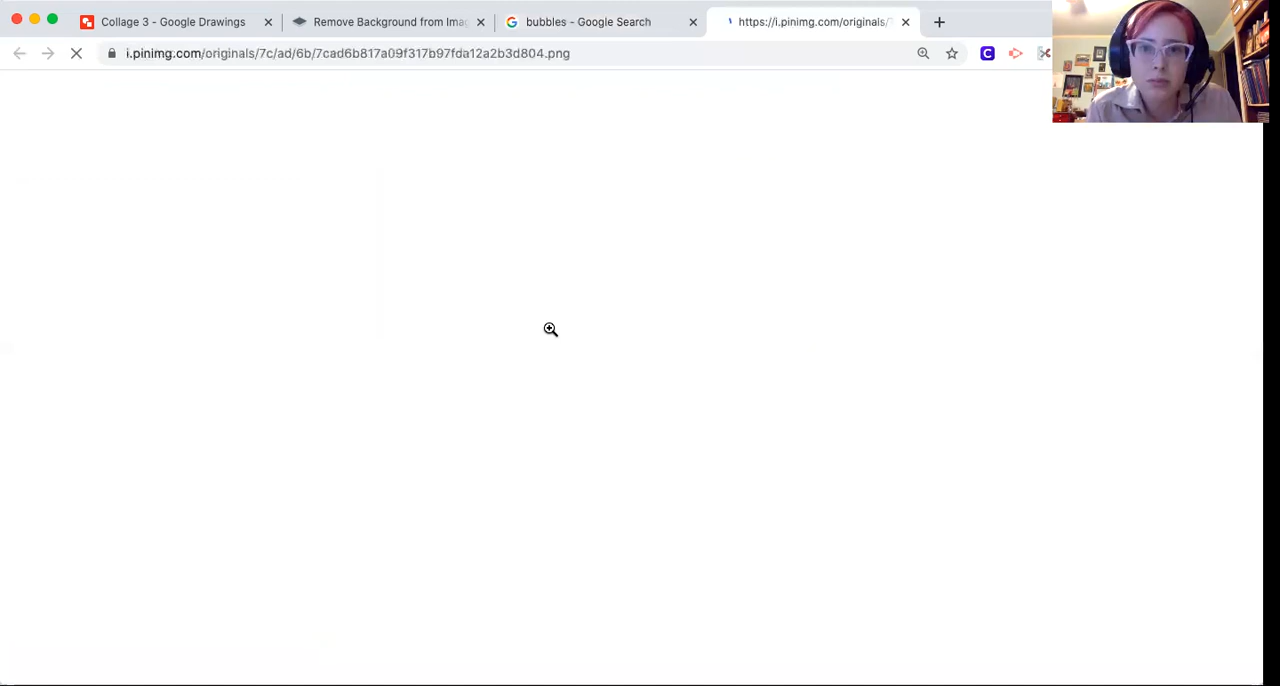 Collage 3 - Google Drawings
Remove Background from Imag
bubbles - Google Search
https://i.pinimg.com/originals/
i.pinimg.com/originals/7c/ad/6b/7cad6b817a09f317b97fda12a2b3d804.png